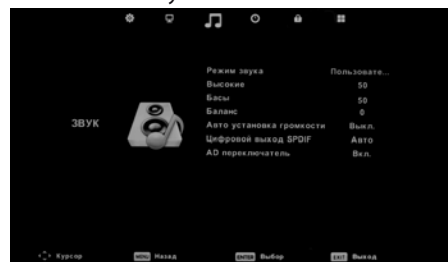 Режим звука Пользовате...
Высокие 50
Басы 50
Баланс 0
ЗВУК
Авто установка громкости Выкл.
Цифровой выход SPDIF Авто
AD переключатель Вкл.
Курсор MENU Назад ENTER Выбор EXIT Выход